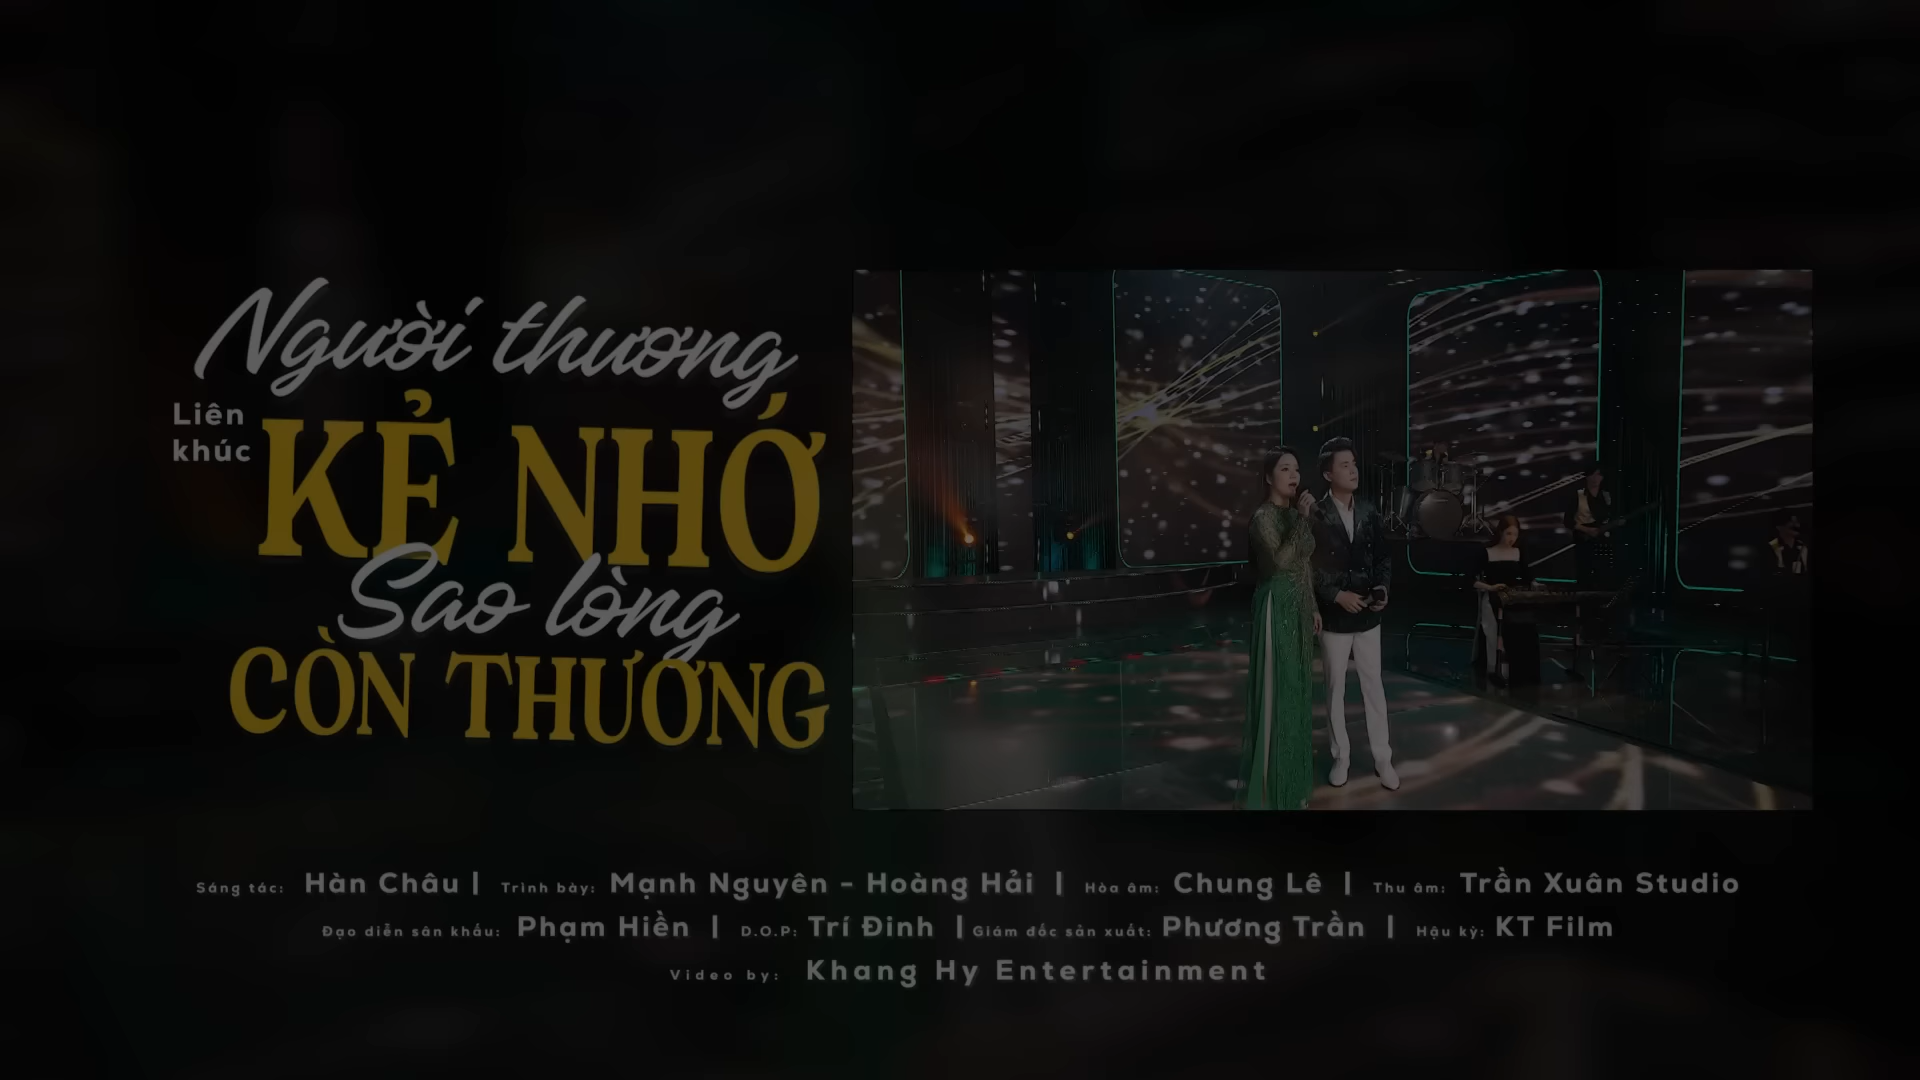 Người thương
Liên khúc
KẺ NHỚ
Sao lòng
CÒN THƯƠNG
Sáng tác: Hàn Châu | Trình bày: Mạnh Nguyên - Hoàng Hải | Hòa âm: Chung Lê | Thu âm: Trần Xuân Studio
Đạo diễn sân khấu: Phạm Hiền | D.O.P: Trí Đinh | Giám đốc sản xuất: Phương Trần | Hậu kỳ: KT Film
Video by: Khang Hy Entertainment